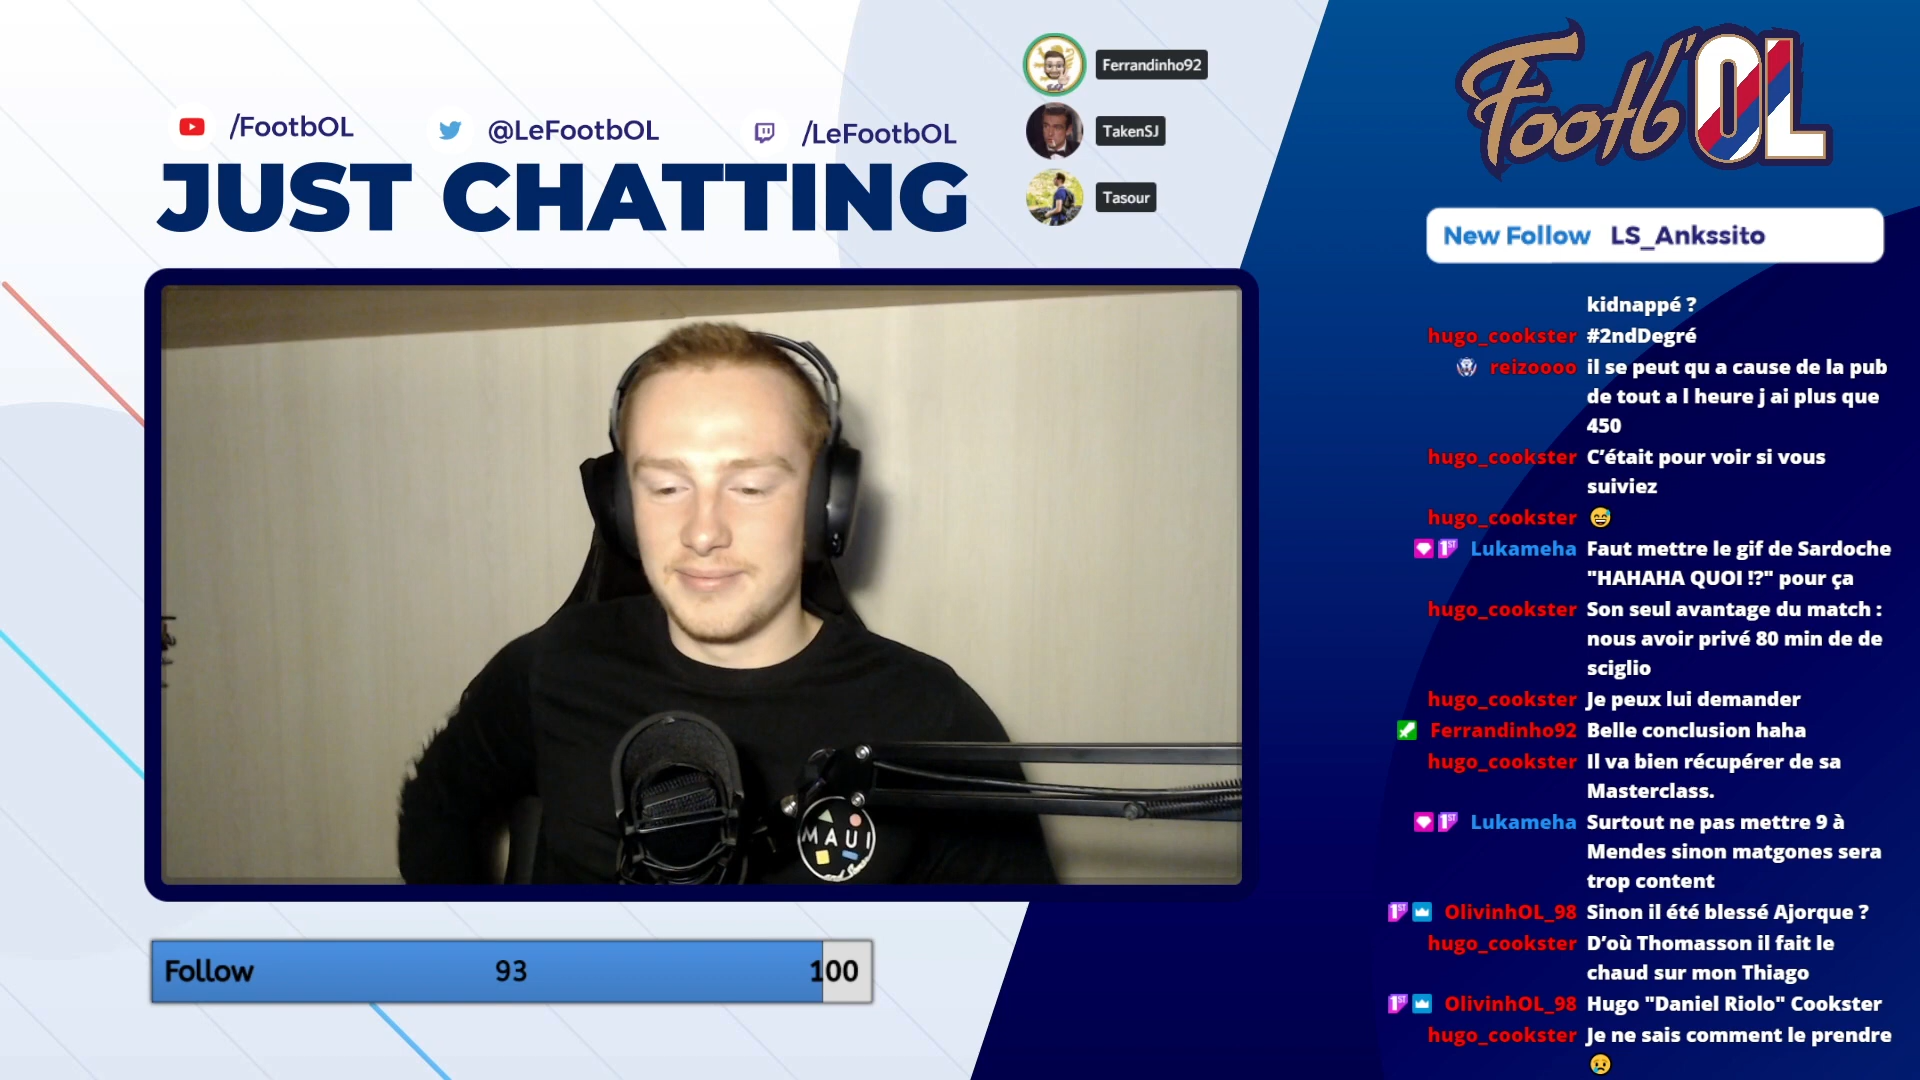 /FootbOL
@LeFootbOL
/LeFootbOL
JUST CHATTING
Ferrandinho92
TakenSJ
Tasour
MAUI
Follow 93 100
Footb'OL
New Follow LS_Ankssito
kidnappé ?
hugo_cookster #2ndDegré
reizoooo il se peut qu a cause de la pub
de tout a l heure j ai plus que
450
hugo_cookster C’était pour voir si vous
suiviez
hugo_cookster 😅
1ST Lukameha Faut mettre le gif de Sardoche
"HAHAHA QUOI !?" pour ça
hugo_cookster Son seul avantage du match :
nous avoir privé 80 min de de
sciglio
hugo_cookster Je peux lui demander
Ferrandinho92 Belle conclusion haha
hugo_cookster Il va bien récupérer de sa
Masterclass.
1ST Lukameha Surtout ne pas mettre 9 à
Mendes sinon matgones sera
trop content
1ST OlivinhOL_98 Sinon il été blessé Ajorque ?
hugo_cookster D’où Thomasson il fait le
chaud sur mon Thiago
1ST OlivinhOL_98 Hugo "Daniel Riolo" Cookster
hugo_cookster Je ne sais comment le prendre
😢